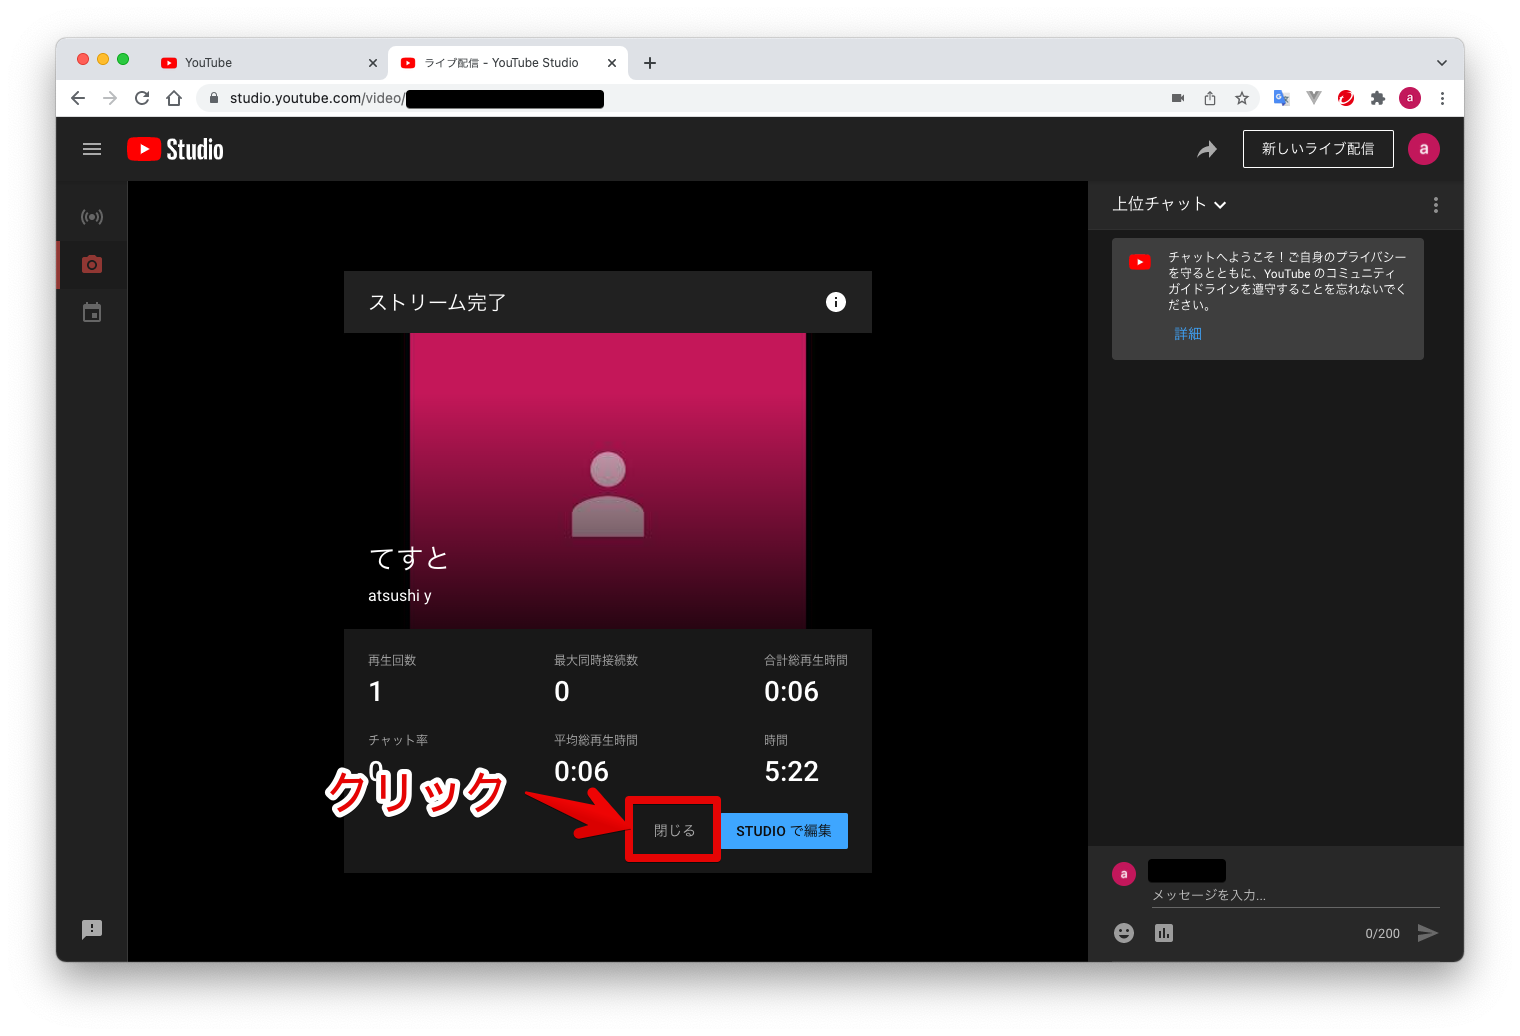 YouTube
ライブ配信 - YouTube Studio
studio.youtube.com/video/
a
Studio
新しいライブ配信
a
上位チャット
チャットへようこそ！ご自身のプライバシー
を守るとともに、YouTube のコミュニティ
ガイドラインを遵守することを忘れないでく
ださい。
詳細
ストリーム完了
てすと
atsushi y
再生回数
最大同時接続数
合計総再生時間
1
0
0:06
チャット率
平均総再生時間
時間
0
0:06
5:22
クリック
閉じる
STUDIO で編集
a
メッセージを入力...
0/200